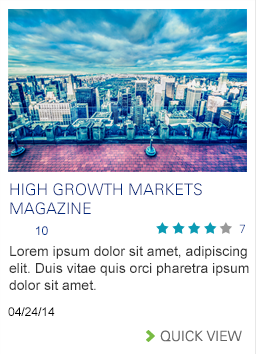 HIGH GROWTH MARKETS
MAGAZINE
10 7
Lorem ipsum dolor sit amet, adipiscing
elit. Duis vitae quis orci pharetra ipsum
dolor sit amet.
04/24/14
QUICK VIEW